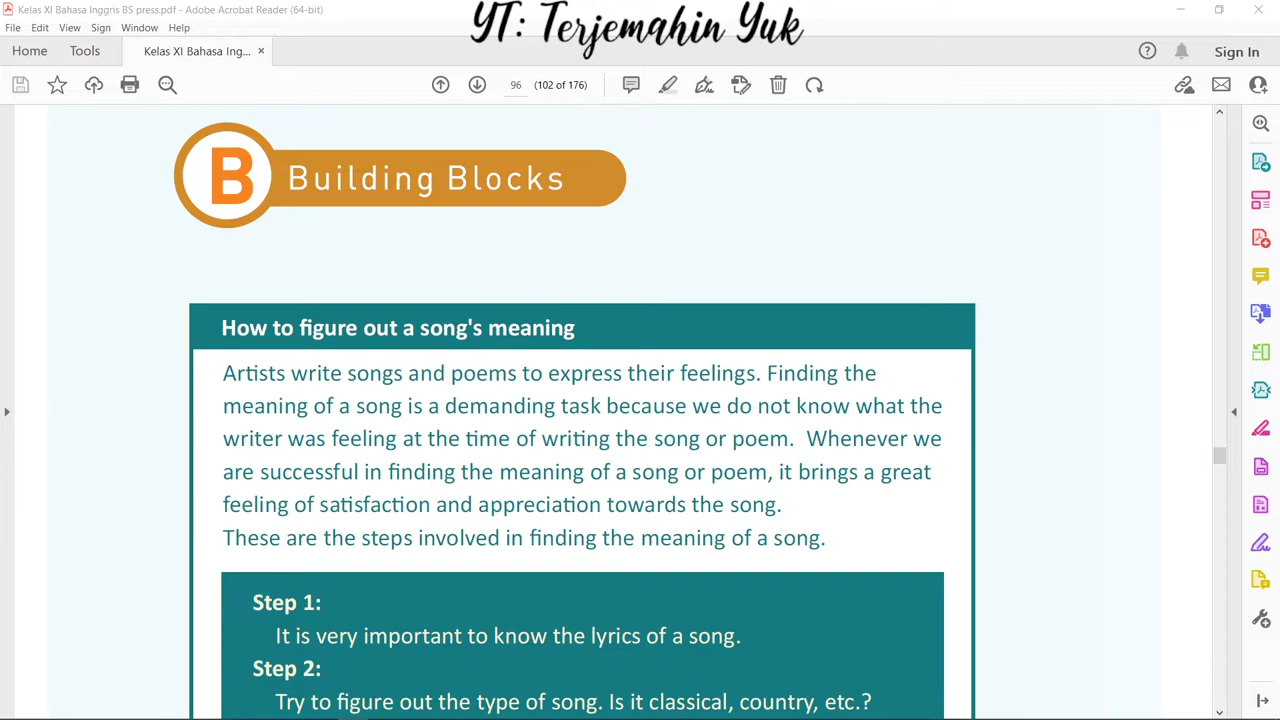 Kelas XI Bahasa Inggris BS press.pdf - Adobe Acrobat Reader (64-bit)
YT: Terjemahin Yuk
File Edit View Sign Window Help
Home Tools Kelas XI Bahasa Ing... × Sign In
96 (102 of 176)
B Building Blocks
How to figure out a song's meaning
Artists write songs and poems to express their feelings. Finding the
meaning of a song is a demanding task because we do not know what the
writer was feeling at the time of writing the song or poem. Whenever we
are successful in finding the meaning of a song or poem, it brings a great
feeling of satisfaction and appreciation towards the song.
These are the steps involved in finding the meaning of a song.
Step 1:
It is very important to know the lyrics of a song.
Step 2:
Try to figure out the type of song. Is it classical, country, etc.?